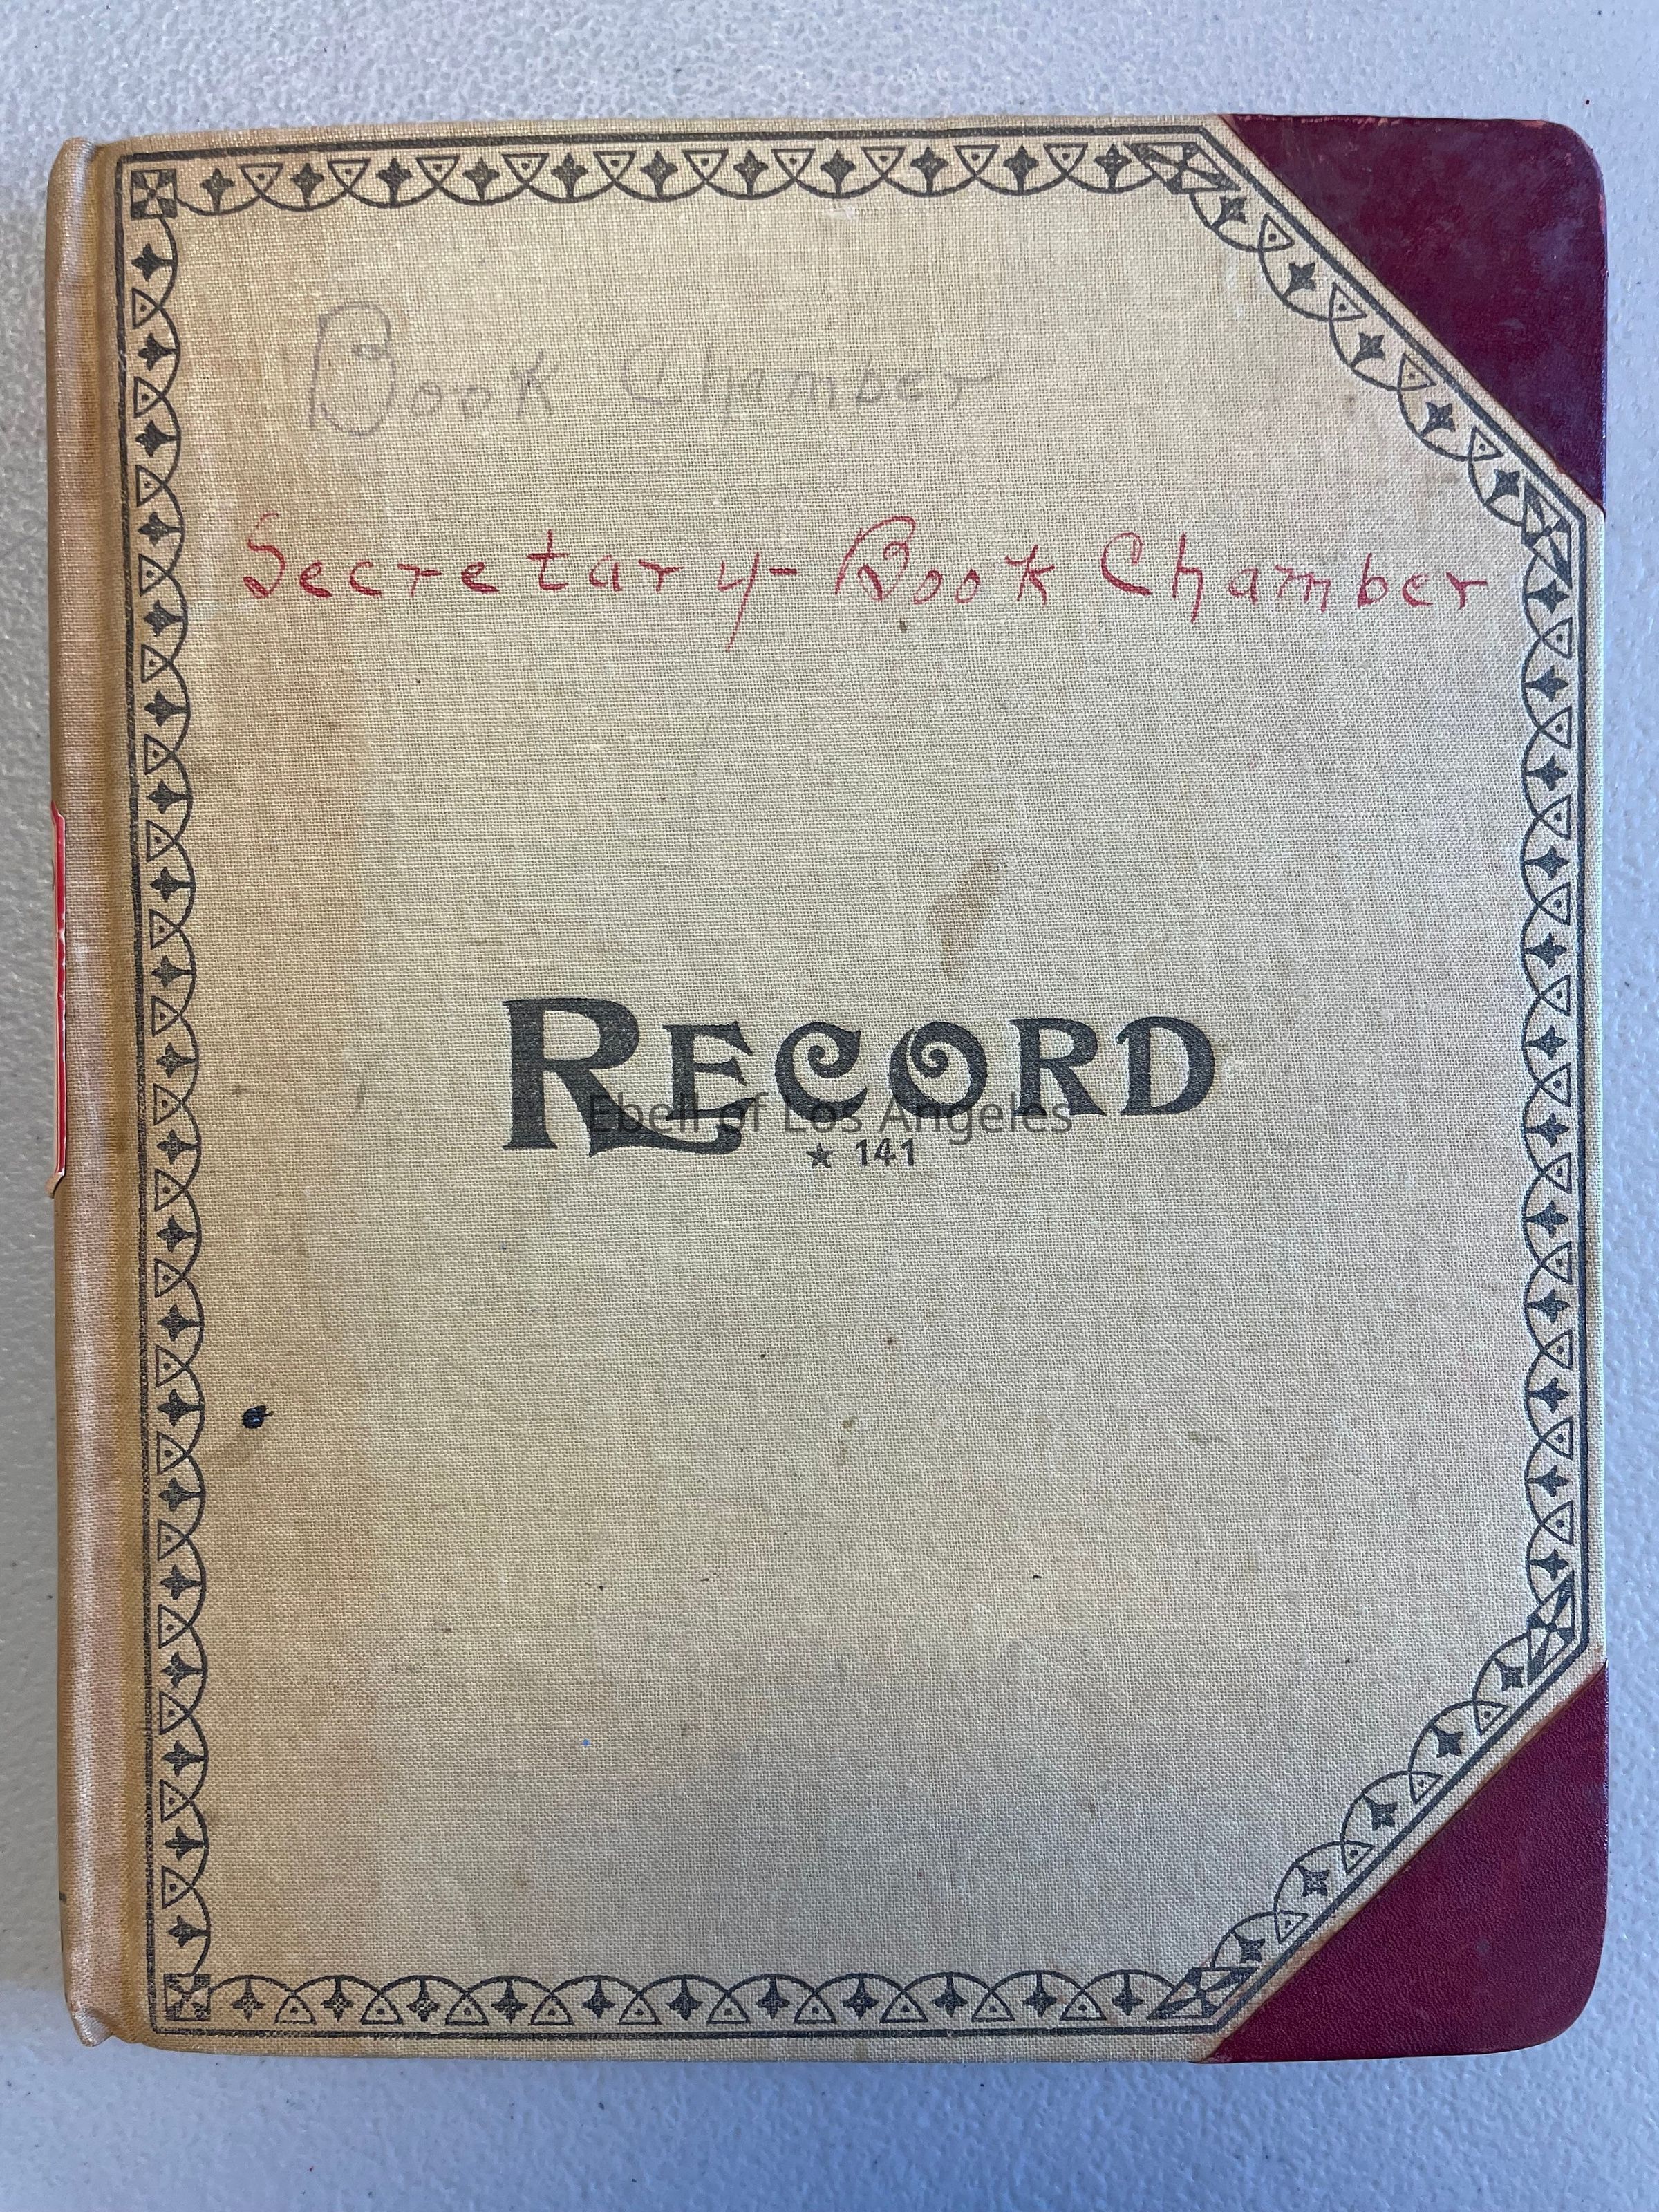 Book Chamber
Secretary-Book Chamber
RECORD
Ebell of Los Angeles
★ 141